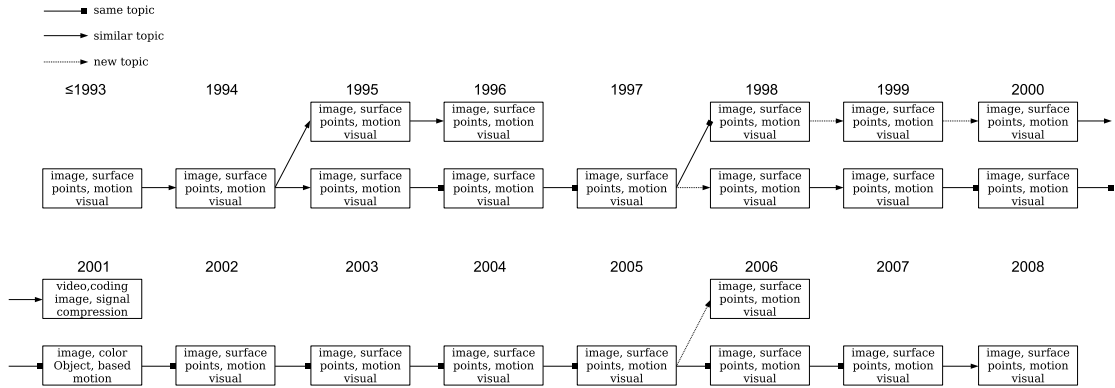 same topic
similar topic
new topic
≤1993 1994 1995 1996 1997 1998 1999 2000
image, surface points, motion visual
image, surface points, motion visual
image, surface points, motion visual
image, surface points, motion visual
image, surface points, motion visual
image, surface points, motion visual
image, surface points, motion visual
image, surface points, motion visual
image, surface points, motion visual
image, surface points, motion visual
image, surface points, motion visual
image, surface points, motion visual
image, surface points, motion visual
2001 2002 2003 2004 2005 2006 2007 2008
video,coding image, signal compression
image, surface points, motion visual
image, color Object, based motion
image, surface points, motion visual
image, surface points, motion visual
image, surface points, motion visual
image, surface points, motion visual
image, surface points, motion visual
image, surface points, motion visual
image, surface points, motion visual